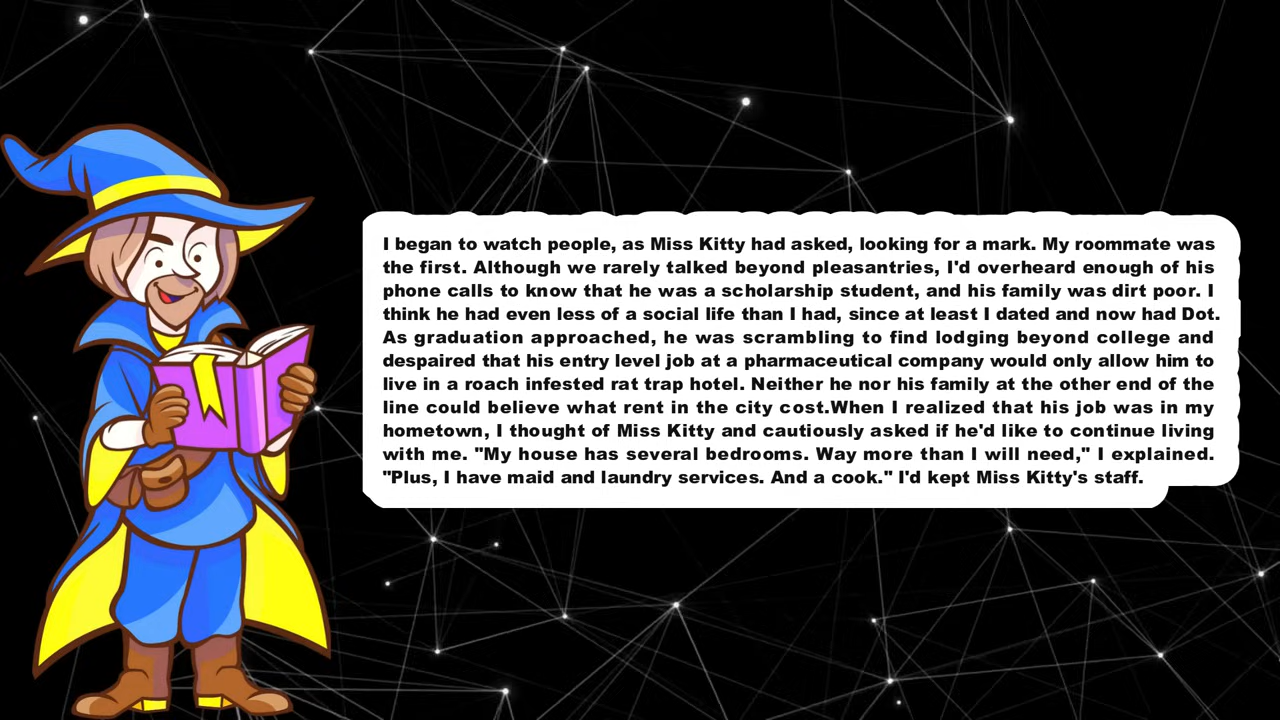 I began to watch people, as Miss Kitty had asked, looking for a mark. My roommate was
the first. Although we rarely talked beyond pleasantries, I'd overheard enough of his
phone calls to know that he was a scholarship student, and his family was dirt poor. I
think he had even less of a social life than I had, since at least I dated and now had Dot.
As graduation approached, he was scrambling to find lodging beyond college and
despaired that his entry level job at a pharmaceutical company would only allow him to
live in a roach infested rat trap hotel. Neither he nor his family at the other end of the
line could believe what rent in the city cost.When I realized that his job was in my
hometown, I thought of Miss Kitty and cautiously asked if he'd like to continue living
with me. "My house has several bedrooms. Way more than I will need," I explained.
"Plus, I have maid and laundry services. And a cook." I'd kept Miss Kitty's staff.